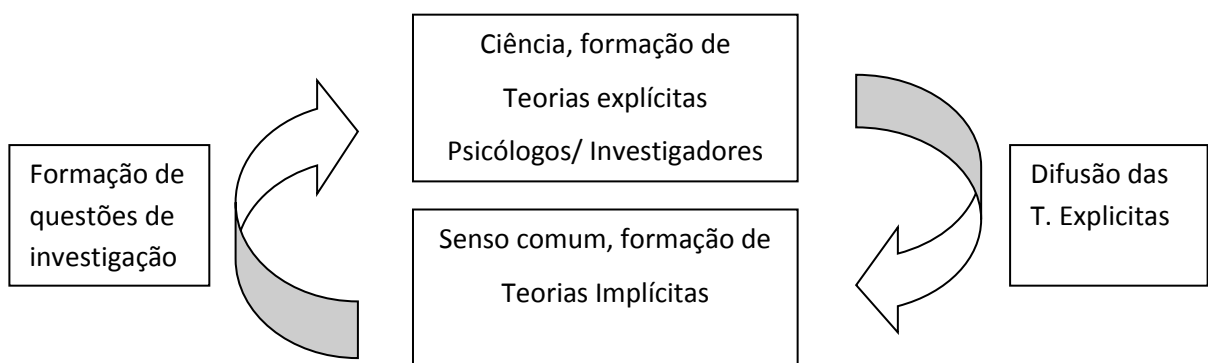 Ciência, formação de
Teorias explícitas
Psicólogos/ Investigadores
Formação de
questões de
investigação
Difusão das
T. Explicitas
Senso comum, formação de
Teorias Implícitas